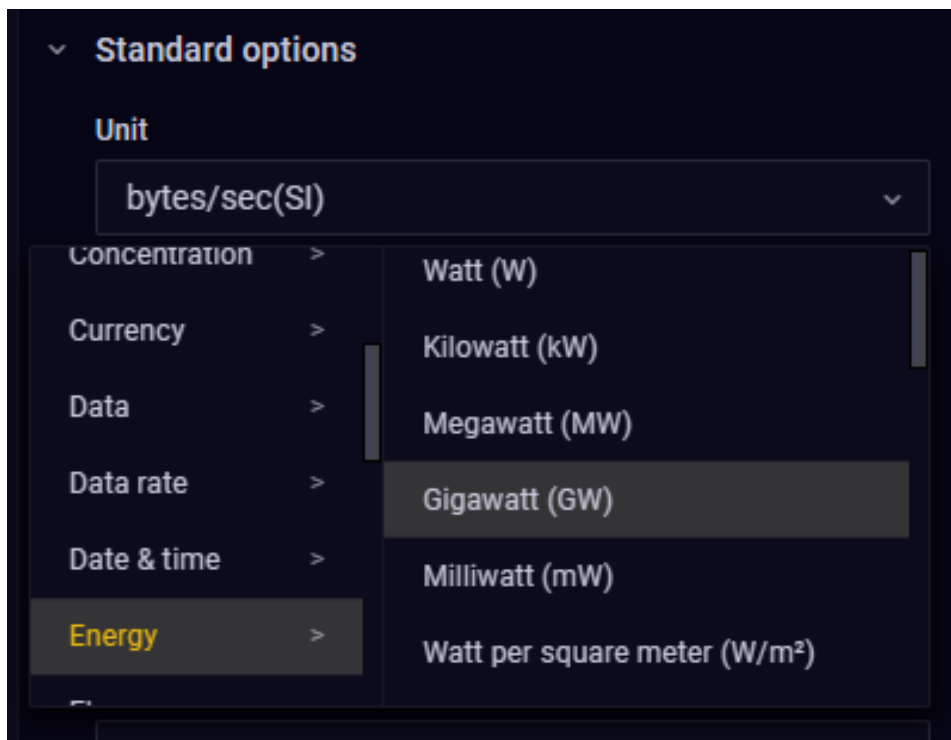 Standard options
Unit
bytes/sec(SI)
Concentration >
Currency >
Data >
Data rate >
Date & time >
Energy >
Watt (W)
Kilowatt (kW)
Megawatt (MW)
Gigawatt (GW)
Milliwatt (mW)
Watt per square meter (W/m²)